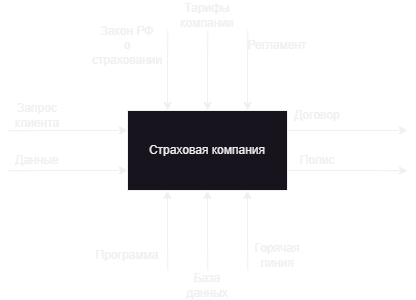 Тарифы
компании
Закон РФ
о
страховании
Регламент
Запрос
клиента
Договор
Страховая компания
Данные
Полис
Программа
База
данных
Горячая
линия